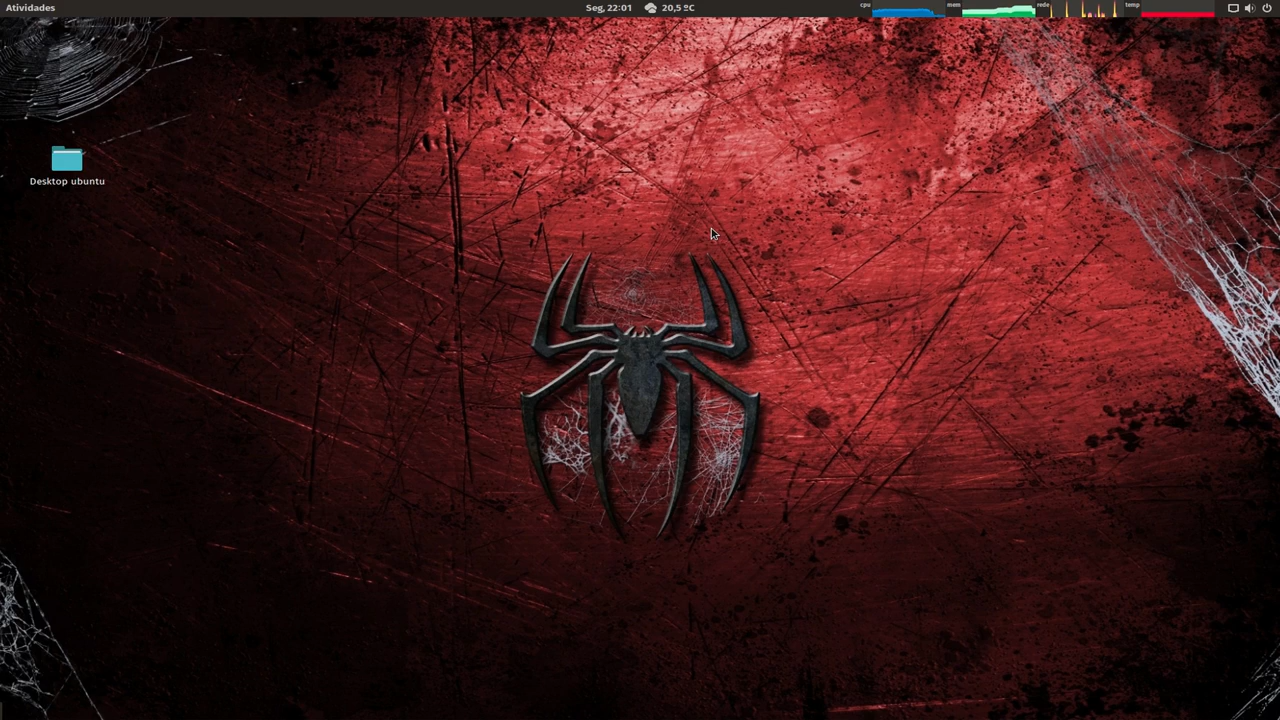 Atividades
Seg, 22:01
20,5 ºC
cpu
mem
rede
temp
Desktop ubuntu